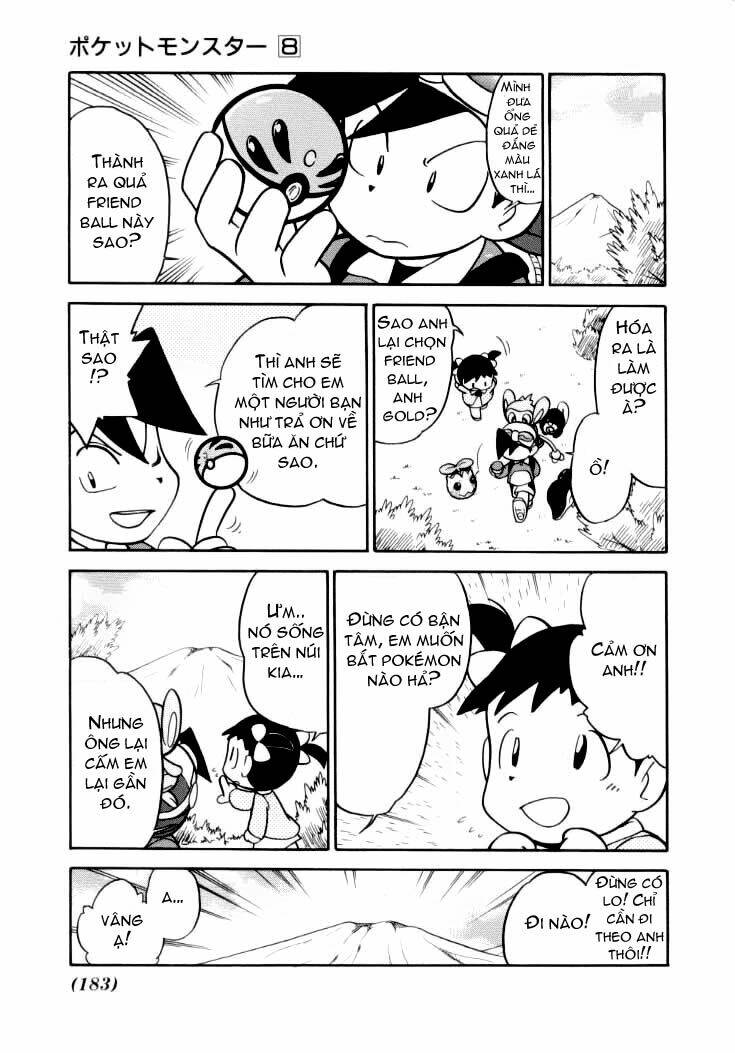 ポケットモンスター 8
MÌNH
ĐƯA
ỔNG
QUẢ DẺ
ĐẮNG
MÀU
XANH LÁ
THÌ...
THÀNH
RA QUẢ
FRIEND
BALL NÀY
SAO?
HÓA
RA LÀ
LÀM
ĐƯỢC
À?
Ồ!
SAO ANH
LẠI CHỌN
FRIEND
BALL,
ANH
GOLD?
THÌ ANH SẼ
TÌM CHO EM
MỘT NGƯỜI BẠN
NHƯ TRẢ ƠN VỀ
BỮA ĂN CHỨ
SAO.
THẬT
SAO
!?
CẢM ƠN
ANH!!
ĐỪNG CÓ BẬN
TÂM, EM MUỐN
BẮT POKÉMON
NÀO HẢ?
ƯM..
NÓ SỐNG
TRÊN NÚI
KIA...
NHƯNG
ÔNG LẠI
CẤM EM
LẠI GẦN
ĐÓ.
ĐỪNG CÓ
LO! CHỈ
CẦN ĐI
THEO ANH
THÔI!!
ĐI NÀO!
A...
VÂNG
Ạ!
(183)